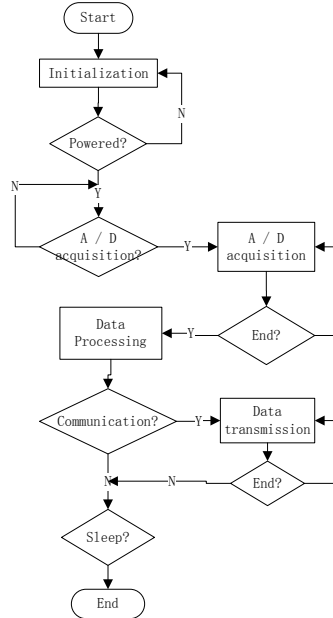 Start
Initialization
N
Powered?
N
Y
A / D
acquisition?
Y
A / D
acquisition
Data
Processing
Y
End?
Communication?
Y
Data
transmission
N
N
End?
Sleep?
End